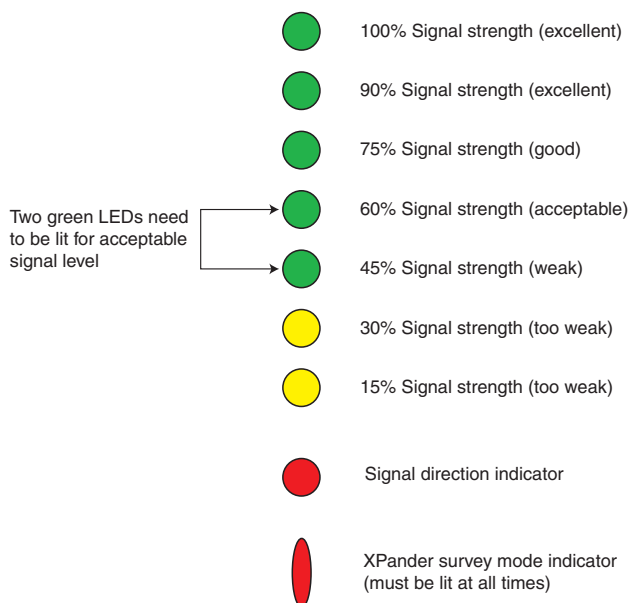 100% Signal strength (excellent)
90% Signal strength (excellent)
75% Signal strength (good)
Two green LEDs need
to be lit for acceptable
signal level
60% Signal strength (acceptable)
45% Signal strength (weak)
30% Signal strength (too weak)
15% Signal strength (too weak)
Signal direction indicator
XPander survey mode indicator
(must be lit at all times)